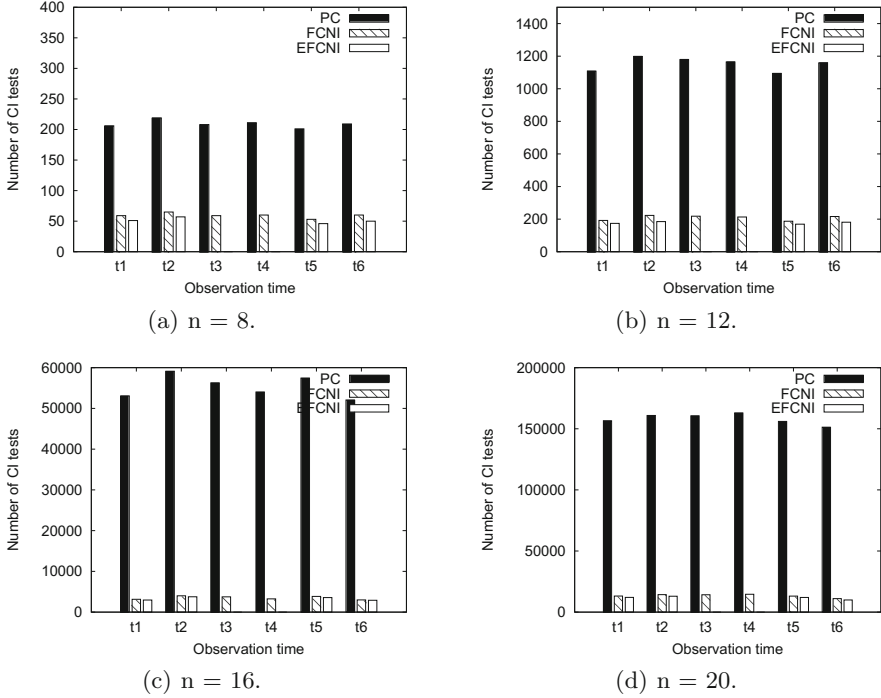 400
350
300
250
200
150
100
50
0
Number of CI tests
PC
FCNI
EFCNI
t1 t2 t3 t4 t5 t6
Observation time
(a) n = 8.
1400
1200
1000
800
600
400
200
0
Number of CI tests
PC
FCNI
EFCNI
t1 t2 t3 t4 t5 t6
Observation time
(b) n = 12.
60000
50000
40000
30000
20000
10000
0
Number of CI tests
PC
FCNI
EFCNI
t1 t2 t3 t4 t5 t6
Observation time
(c) n = 16.
200000
150000
100000
50000
0
Number of CI tests
PC
FCNI
EFCNI
t1 t2 t3 t4 t5 t6
Observation time
(d) n = 20.